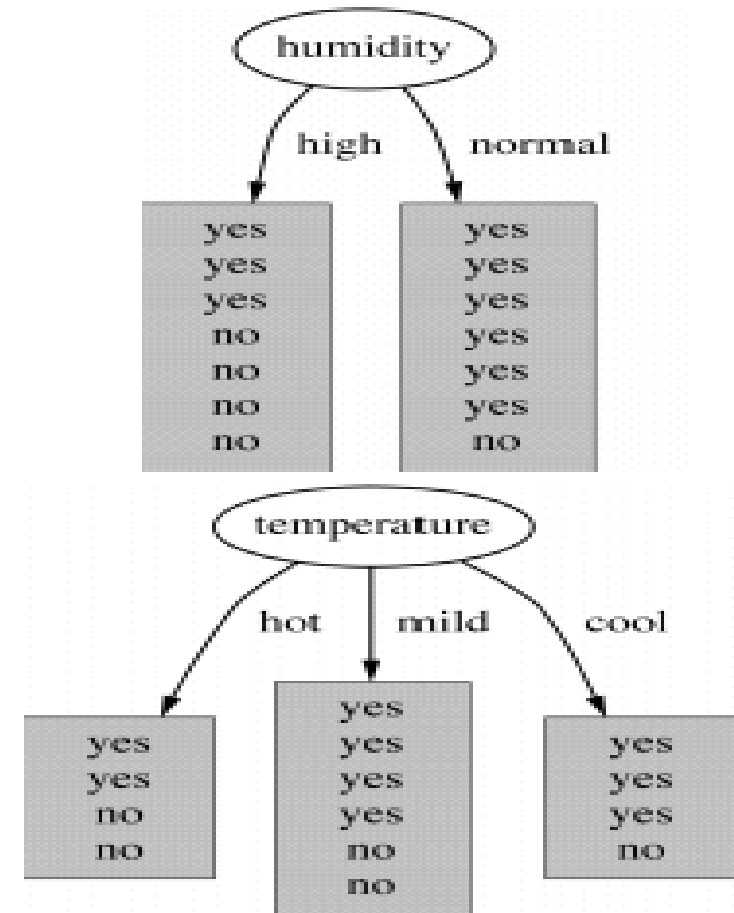 humidity
high normal
yes yes
yes yes
yes yes
no yes
no yes
no yes
no no
temperature
hot mild cool
yes
yes yes yes
yes yes yes
no yes yes
no no no
no